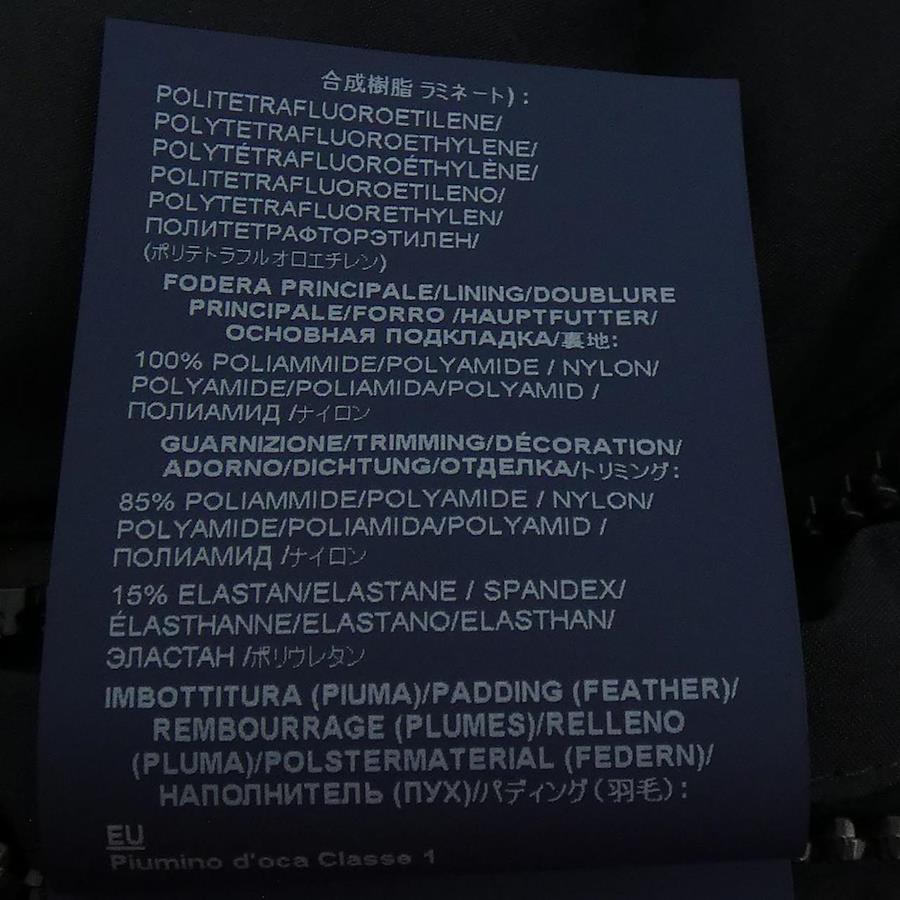 合成樹脂 ラミネート) :
POLITETRAFLUOROETILENE/
POLYTETRAFLUOROETHYLENE/
POLYTÉTRAFLUOROÉTHYLÈNE/
POLITETRAFLUOROETILENO/
POLYTETRAFLUORETHYLEN/
ПОЛИТЕТРАФТОРЭТИЛЕН/
(ポリテトラフルオロエチレン)
FODERA PRINCIPALE/LINING/DOUBLURE
PRINCIPALE/FORRO /HAUPTFUTTER/
ОСНОВНАЯ ПОДКЛАДКА/裏地:
100% POLIAMMIDE/POLYAMIDE / NYLON/
POLYAMIDE/POLIAMIDA/POLYAMID /
ПОЛИАМИД /ナイロン
GUARNIZIONE/TRIMMING/DÉCORATION/
ADORNO/DICHTUNG/ОТДЕЛКА/トリミング:
85% POLIAMMIDE/POLYAMIDE / NYLON/
POLYAMIDE/POLIAMIDA/POLYAMID /
ПОЛИАМИД /ナイロン
15% ELASTAN/ELASTANE / SPANDEX/
ÉLASTHANNE/ELASTANO/ELASTHAN/
ЭЛАСТАН /ポリウレタン
IMBOTTITURA (PIUMA)/PADDING (FEATHER)/
REMBOURRAGE (PLUMES)/RELLENO
(PLUMA)/POLSTERMATERIAL (FEDERN)/
НАПОЛНИТЕЛЬ (ПУХ)/パディング(羽毛):
EU
Piumino d'oca Classe 1